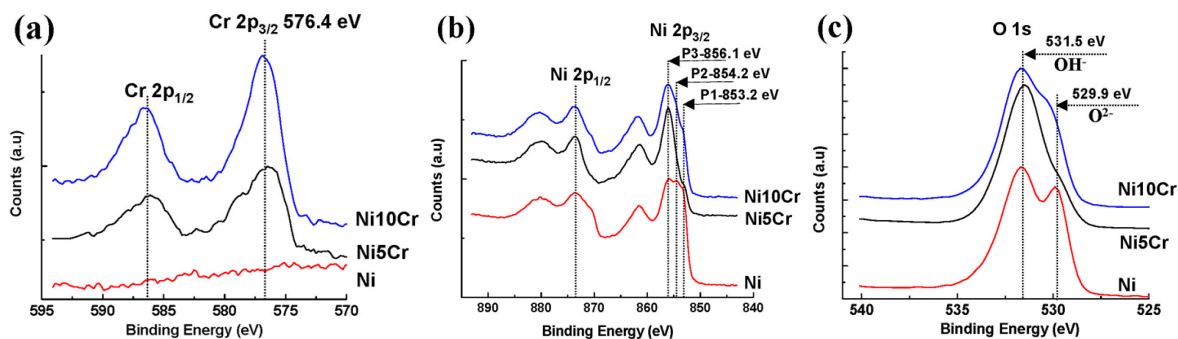 (a)
Cr 2p3/2 576.4 eV
Cr 2p1/2
Counts (a.u)
Ni10Cr
Ni5Cr
Ni
595 590 585 580 575 570
Binding Energy (eV)
(b)
Ni 2p3/2
P3-856.1 eV
P2-854.2 eV
P1-853.2 eV
Ni 2p1/2
Counts (a.u)
Ni10Cr
Ni5Cr
Ni
890 880 870 860 850 840
Binding Energy (eV)
(c)
O 1s
531.5 eV
OH-
529.9 eV
O2-
Counts (a.u)
Ni10Cr
Ni5Cr
Ni
540 535 530 525
Binding Energy (eV)